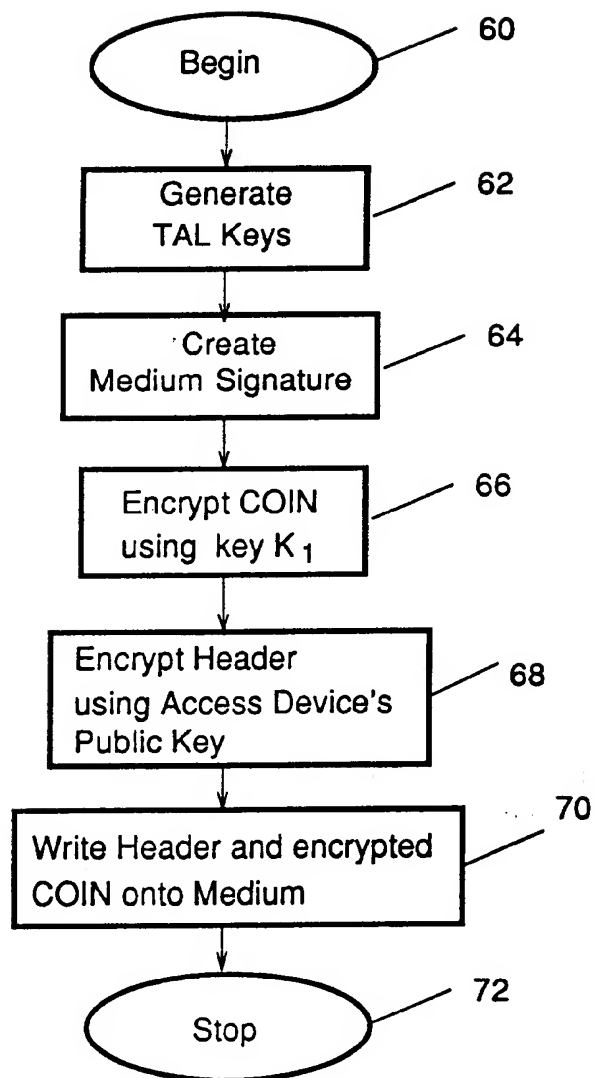 Begin
60
Generate
TAL Keys
62
Create
Medium Signature
64
Encrypt COIN
using key K1
66
Encrypt Header
using Access Device's
Public Key
68
Write Header and encrypted
COIN onto Medium
70
Stop
72